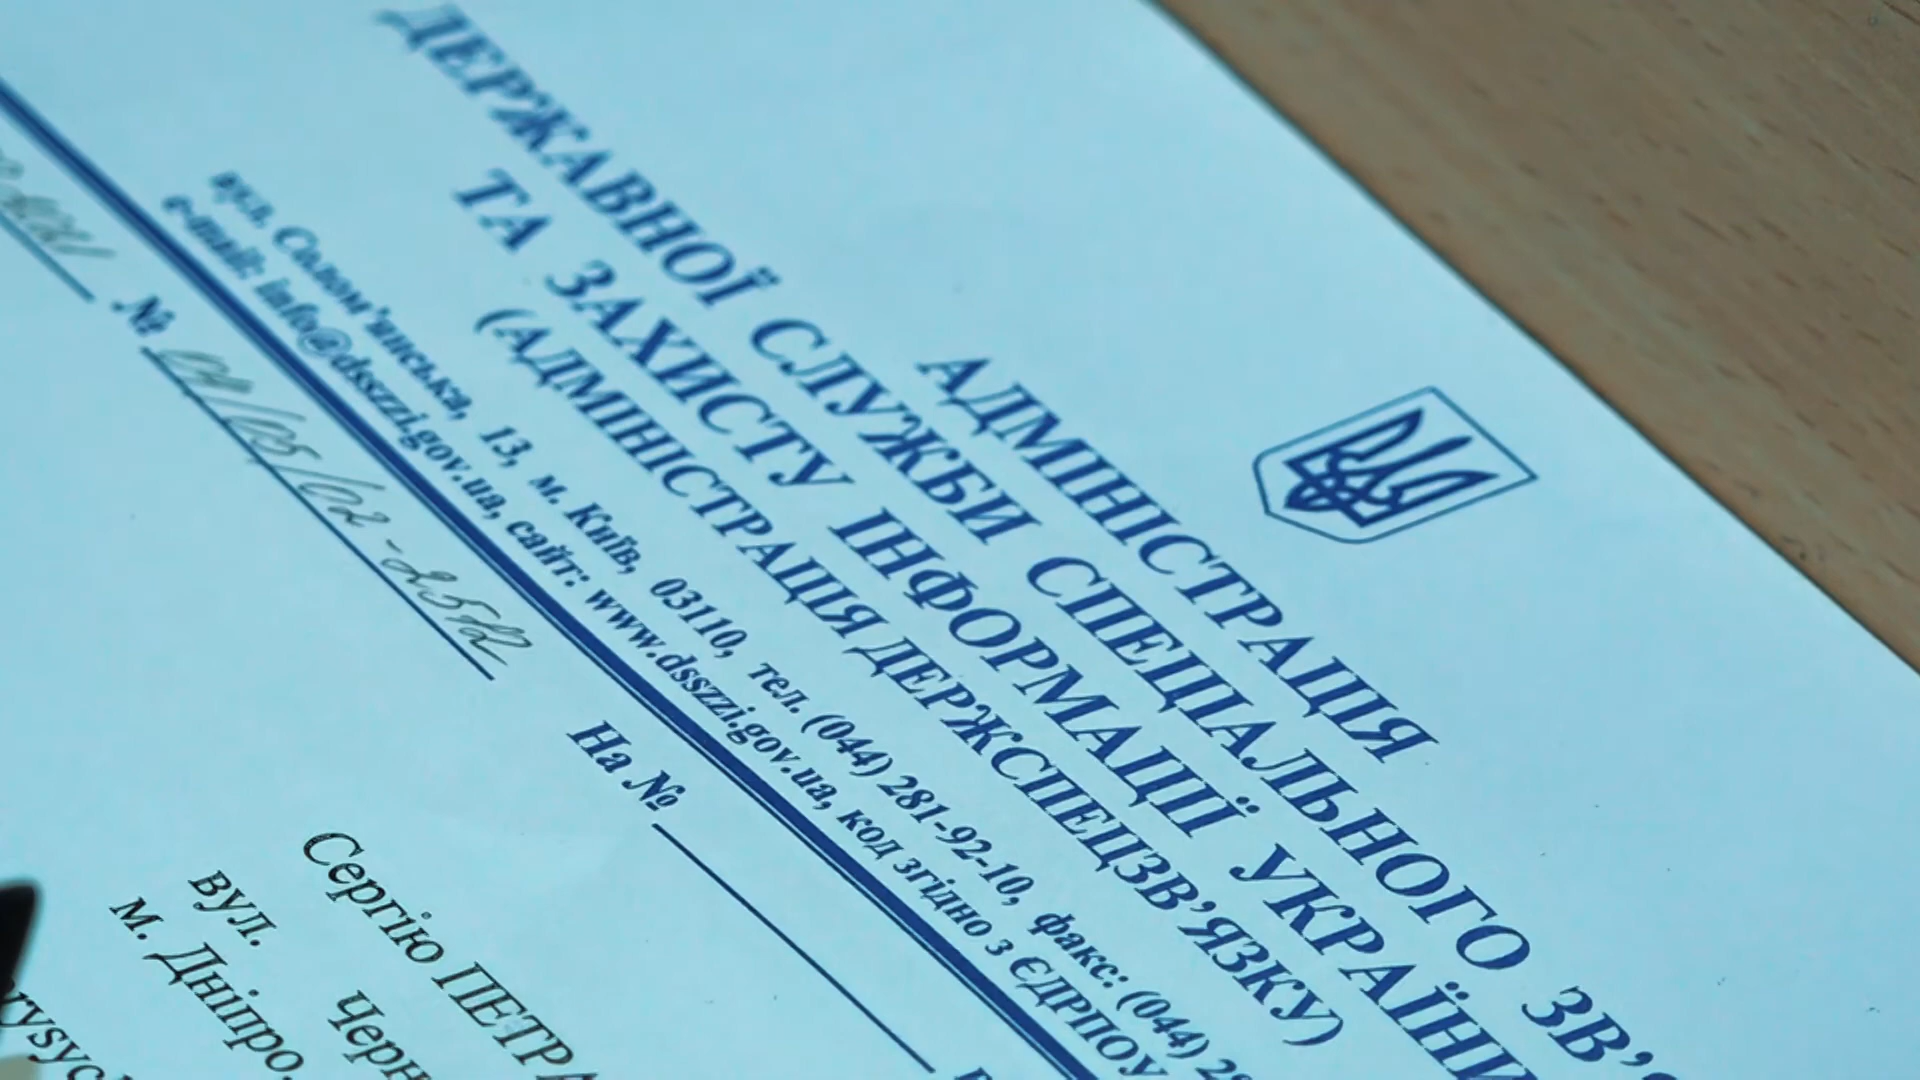 АДМІНІСТРАЦІЯ
ДЕРЖАВНОЇ СЛУЖБИ СПЕЦІАЛЬНОГО ЗВ’
ТА ЗАХИСТУ ІНФОРМАЦІЇ УКРАЇНИ
(АДМІНІСТРАЦІЯ ДЕРЖСПЕЦЗВ’ЯЗКУ)
вул. Солом’янська, 13, м. Київ, 03110, тел. (044) 281-92-10, факс: (044)
e-mail: info@dsszzi.gov.ua, сайт: www.dsszzi.gov.ua, код згідно з ЄДРПОУ
№ На №
Сергію ПЕТРА
вул. Черн
м. Дніпро,